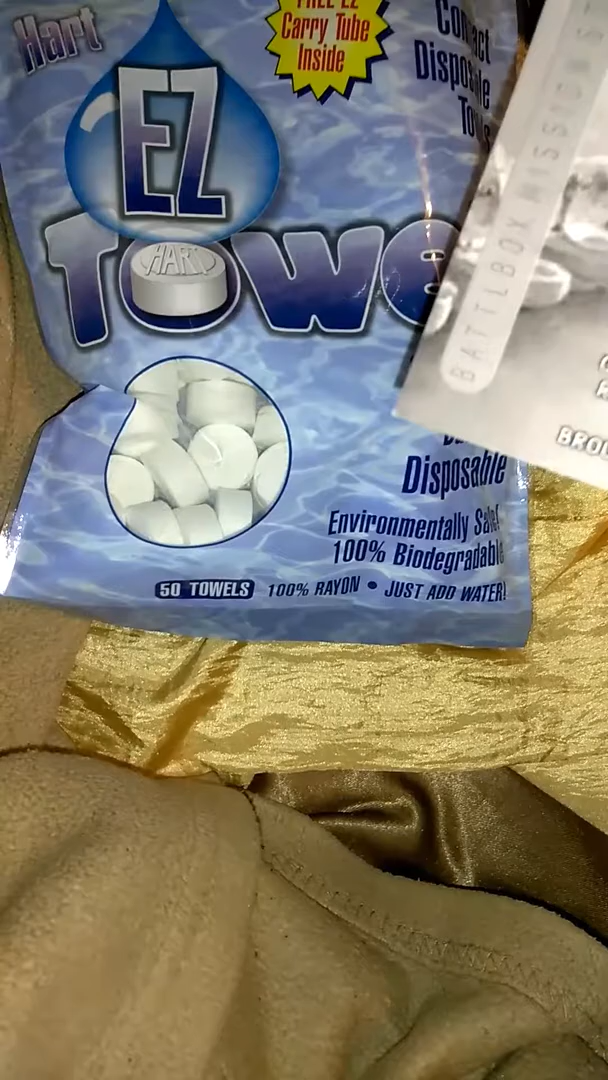 Hart
FREE EZ
Carry Tube
Inside
EZ
HART
Disposable
Environmentally Safe!
100% Biodegradable
50 TOWELS 100% RAYON • JUST ADD WATER!
BATTLBOX MISSION